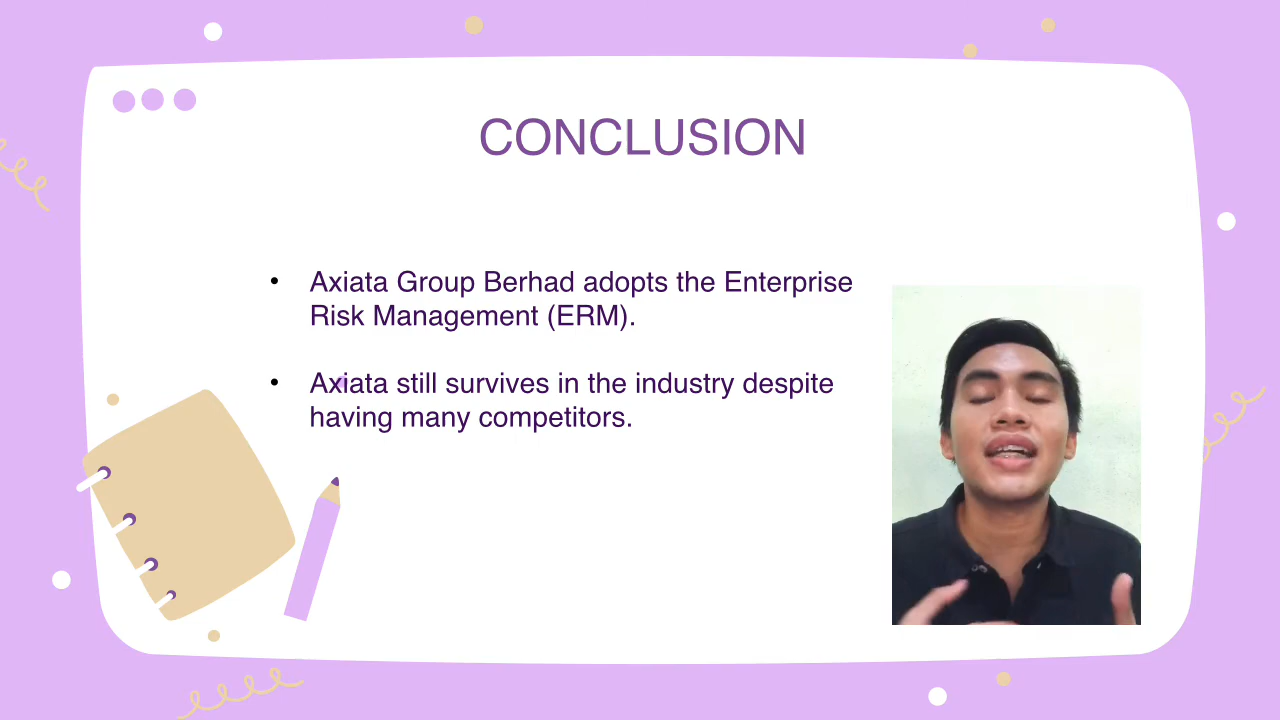 CONCLUSION
• Axiata Group Berhad adopts the Enterprise
Risk Management (ERM).
• Axiata still survives in the industry despite
having many competitors.